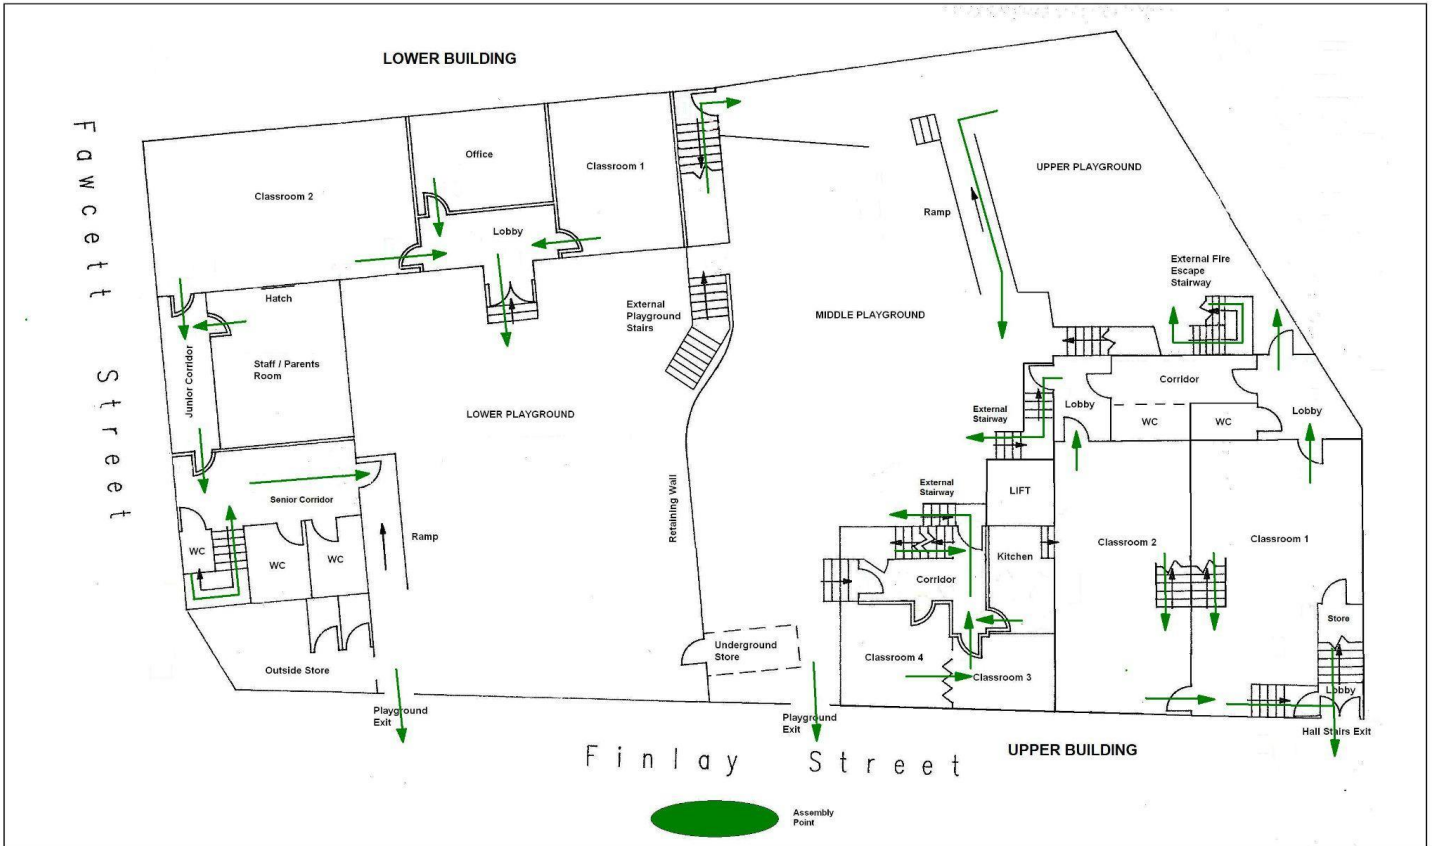 LOWER BUILDING
Fawcett Street
Office
Classroom 1
Classroom 2
Lobby
UPPER PLAYGROUND
Ramp
External Fire
Escape
Stairway
Hatch
External
Playground
Stairs
MIDDLE PLAYGROUND
Junior Corridor
Staff / Parents
Room
LOWER PLAYGROUND
Corridor
Lobby
WC
WC
Lobby
External
Stairway
Senior Corridor
External
Stairway
LIFT
Retaining Wall
Ramp
WC
WC
WC
Kitchen
Classroom 2
Classroom 1
Corridor
Store
Underground
Store
Classroom 4
Classroom 3
Outside Store
Lobby
Playground
Exit
Playground
Exit
Hall Stairs Exit
UPPER BUILDING
Finlay Street
Assembly
Point